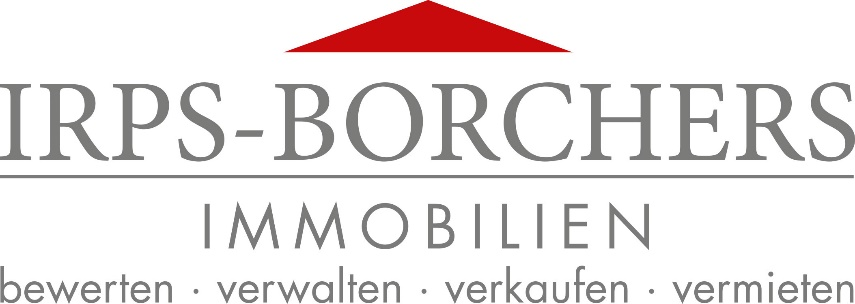 IRPS-BORCHERS
IMMOBILIEN
bewerten · verwalten · verkaufen · vermieten